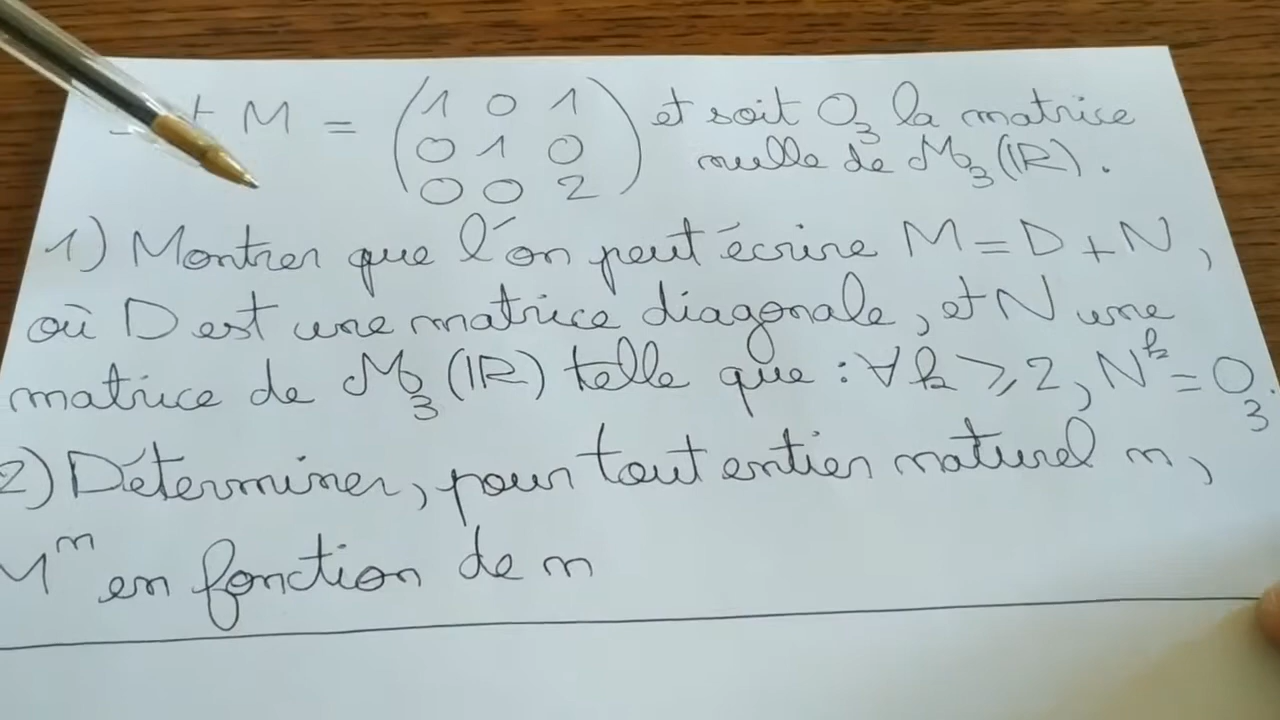 M = (1 0 1 et soit O₃ la matrice
0 1 0 nulle de M₃(IR).
0 0 2)
1) Montrer que l'on peut écrire M = D + N,
où D est une matrice diagonale, et N une
matrice de M₃(IR) telle que : ∀k ⩾ 2, Nᵏ = O₃.
2) Déterminer, pour tout entier naturel n,
Mⁿ en fonction de n